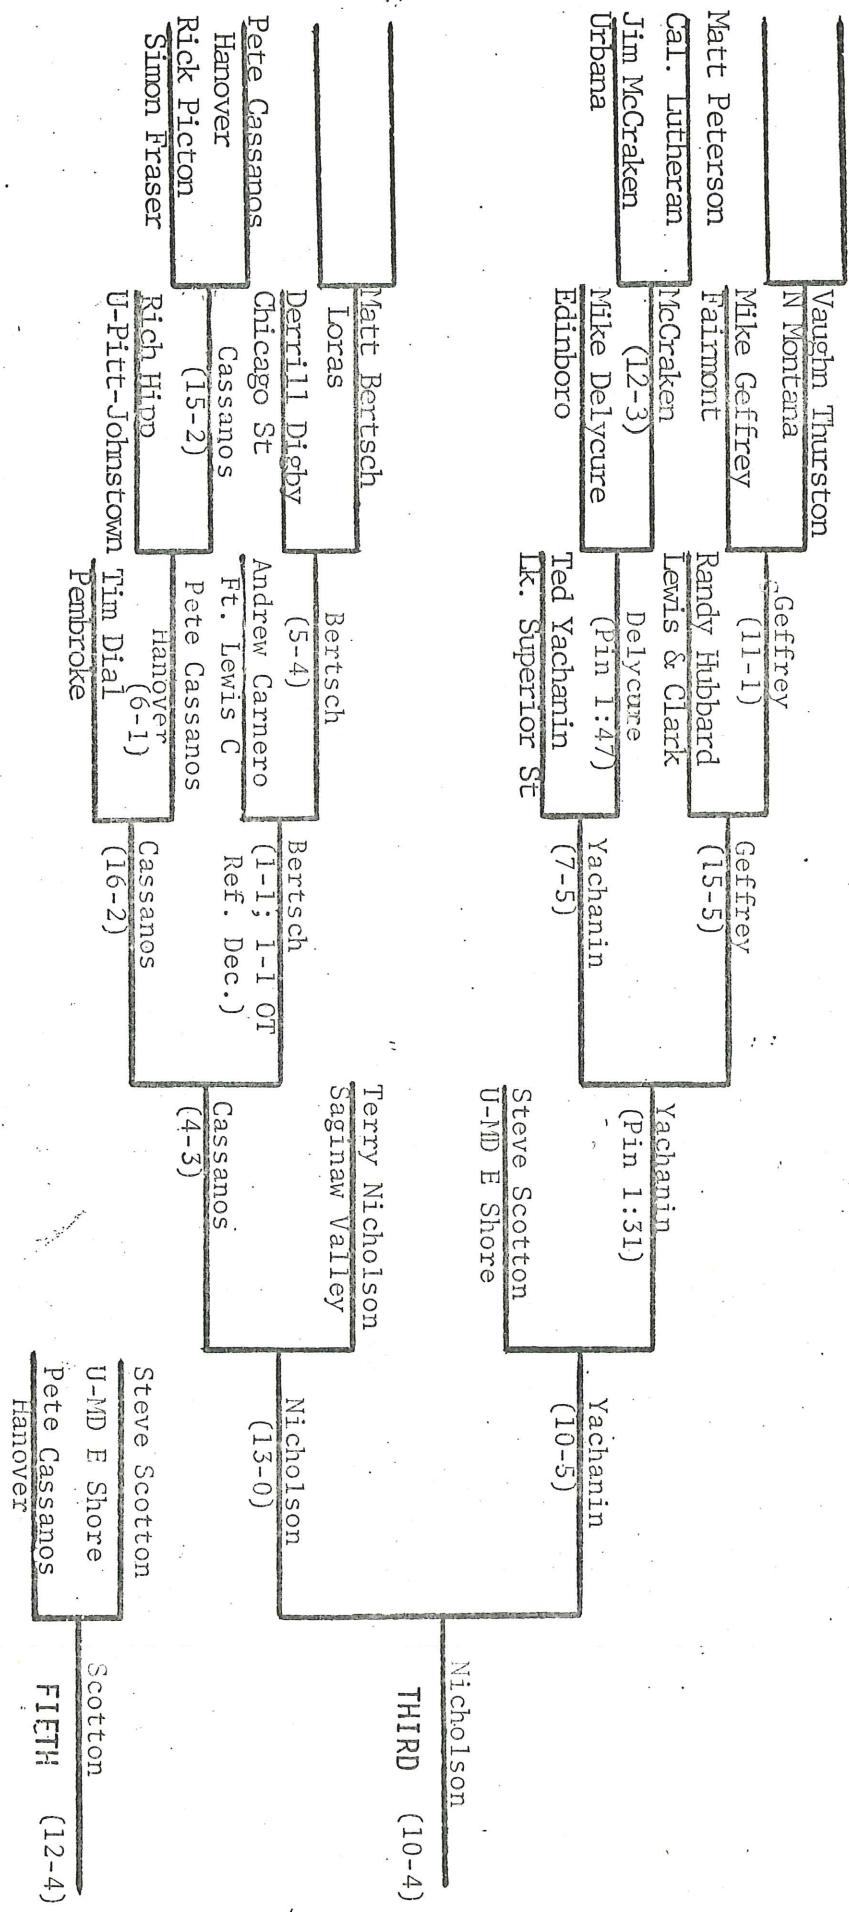 Vaughn Thurston
N Montana
Mike Geffrey
Fairmont
Matt Peterson
Cal. Lutheran
Jim McCraken
Urbana
McCraken
(12-3)
Mike Delycure
Edinboro
Geffrey
(11-1)
Randy Hubbard
Lewis & Clark
Delycure
(Pin 1:47)
Ted Yachanin
Lk. Superior St
Geffrey
(15-5)
Yachanin
(7-5)
Yachanin
(Pin 1:31)
Steve Scotton
U-MD E Shore
Yachanin
(10-5)
Matt Bertsch
Loras
Derrill Digby
Chicago St
Pete Cassanos
Hanover
Rick Picton
Simon Fraser
Cassanos
(15-2)
Rich Hipp
U-Pitt-Johnstown
Bertsch
(5-4)
Andrew Carnero
Ft. Lewis C
Pete Cassanos
Hanover
(6-1)
Tim Dial
Pembroke
Bertsch
(1-1; 1-1 OT
Ref. Dec.)
Cassanos
(16-2)
Terry Nicholson
Saginaw Valley
Cassanos
(4-3)
Nicholson
(13-0)
Nicholson
THIRD (10-4)
Steve Scotton
U-MD E Shore
Pete Cassanos
Hanover
Scotton
FIFTH (12-4)